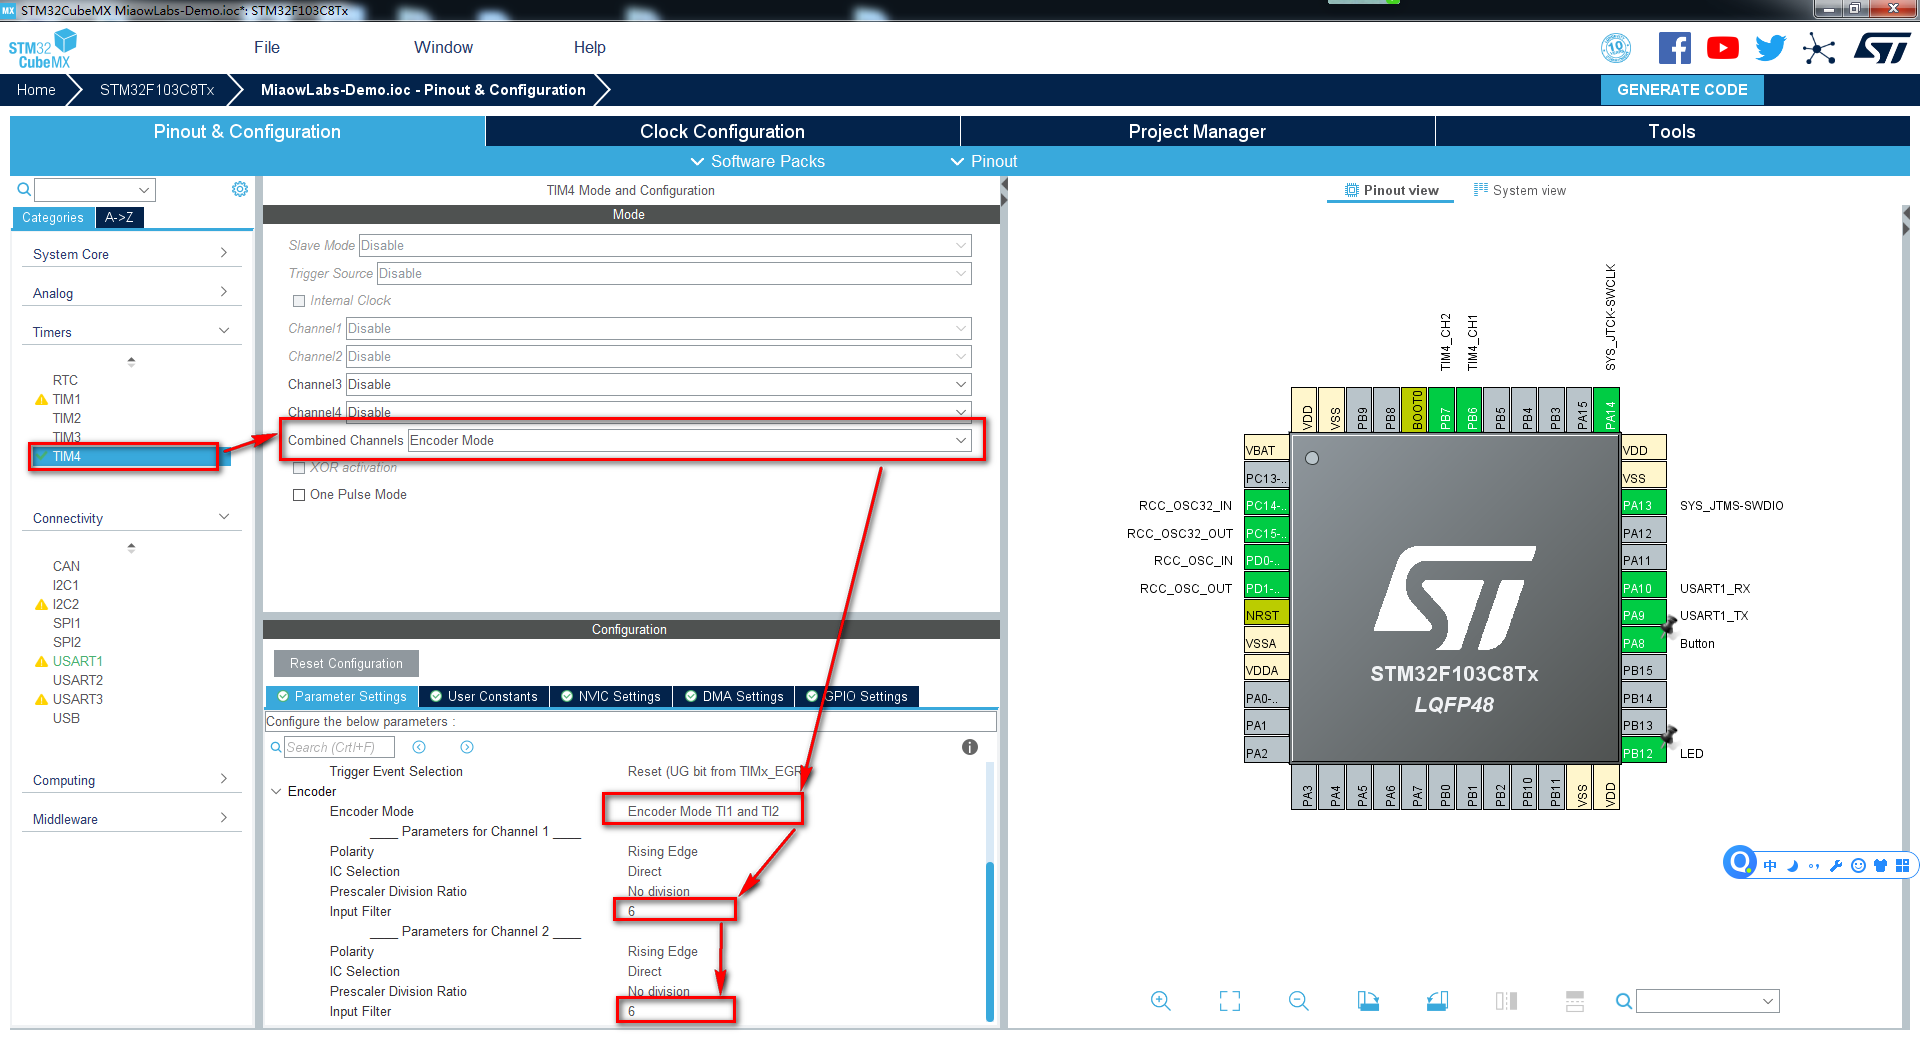 MX STM32CubeMX MiaowLabs-Demo.ioc*: STM32F103C8Tx
STM32
CubeMX
File
Window
Help
10
Home
STM32F103C8Tx
MiaowLabs-Demo.ioc - Pinout & Configuration
GENERATE CODE
Pinout & Configuration
Clock Configuration
Project Manager
Tools
Software Packs
Pinout
Categories
A->Z
System Core
Analog
Timers
RTC
TIM1
TIM2
TIM3
TIM4
Connectivity
CAN
I2C1
I2C2
SPI1
SPI2
USART1
USART2
USART3
USB
Computing
Middleware
TIM4 Mode and Configuration
Mode
Slave Mode Disable
Trigger Source Disable
Internal Clock
Channel1 Disable
Channel2 Disable
Channel3 Disable
Channel4 Disable
Combined Channels Encoder Mode
XOR activation
One Pulse Mode
Configuration
Reset Configuration
Parameter Settings
User Constants
NVIC Settings
DMA Settings
GPIO Settings
Configure the below parameters :
Search (Crtl+F)
Trigger Event Selection Reset (UG bit from TIMx_EGR
Encoder
Encoder Mode Encoder Mode TI1 and TI2
____ Parameters for Channel 1 ____
Polarity Rising Edge
IC Selection Direct
Prescaler Division Ratio No division
Input Filter 6
____ Parameters for Channel 2 ____
Polarity Rising Edge
IC Selection Direct
Prescaler Division Ratio No division
Input Filter 6
Pinout view
System view
TIM4_CH2
TIM4_CH1
SYS_JTCK-SWCLK
VDD
VSS
PB9
PB8
BOOT0
PB7
PB6
PB5
PB4
PB3
PA15
PA14
VBAT
PC13-..
RCC_OSC32_IN PC14-..
RCC_OSC32_OUT PC15-..
RCC_OSC_IN PD0-..
RCC_OSC_OUT PD1-..
NRST
VSSA
VDDA
PA0-..
PA1
PA2
ST
STM32F103C8Tx
LQFP48
VDD
VSS
PA13 SYS_JTMS-SWDIO
PA12
PA11
PA10 USART1_RX
PA9 USART1_TX
PA8 Button
PB15
PB14
PB13
PB12 LED
PA3
PA4
PA5
PA6
PA7
PB0
PB1
PB2
PB10
PB11
VSS
VDD
中